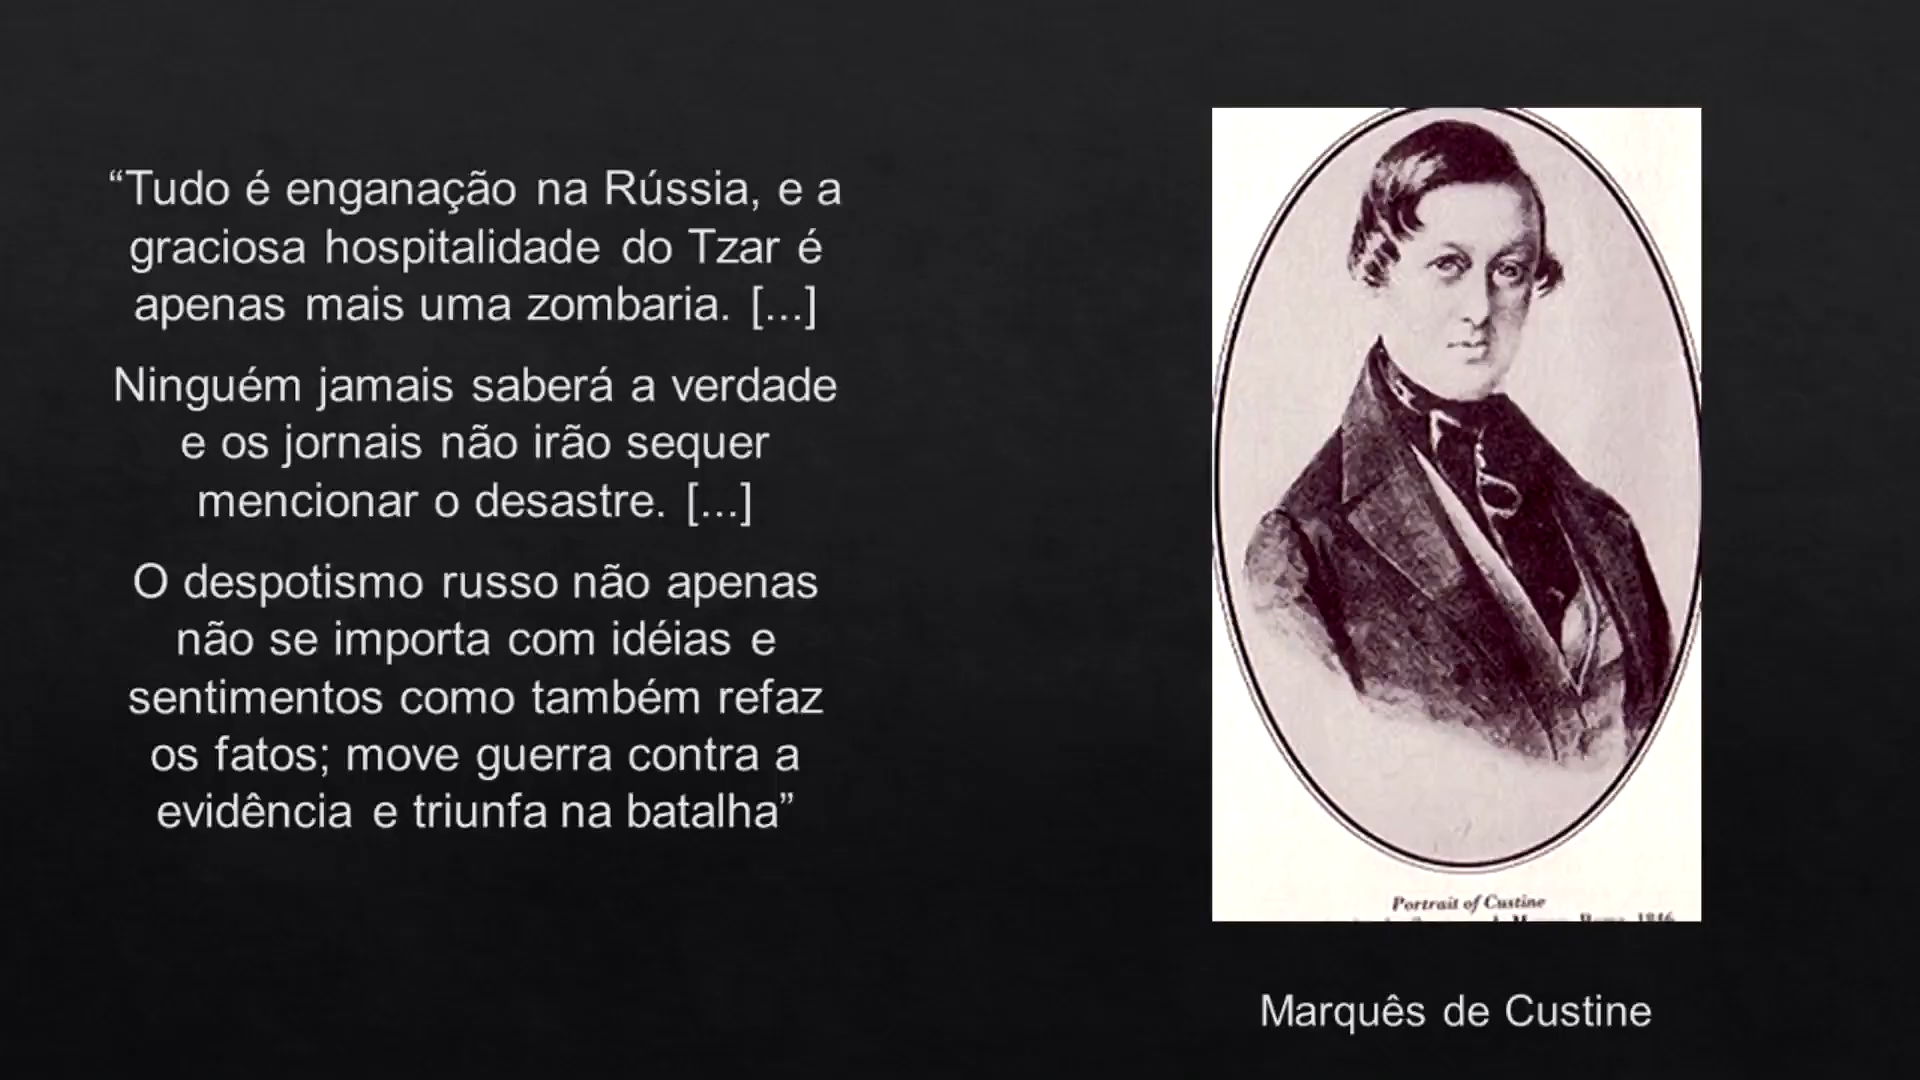 “Tudo é enganação na Rússia, e a
graciosa hospitalidade do Tzar é
apenas mais uma zombaria. [...]
Ninguém jamais saberá a verdade
e os jornais não irão sequer
mencionar o desastre. [...]
O despotismo russo não apenas
não se importa com idéias e
sentimentos como também refaz
os fatos; move guerra contra a
evidência e triunfa na batalha”
Portrait of Custine
1846
Marquês de Custine